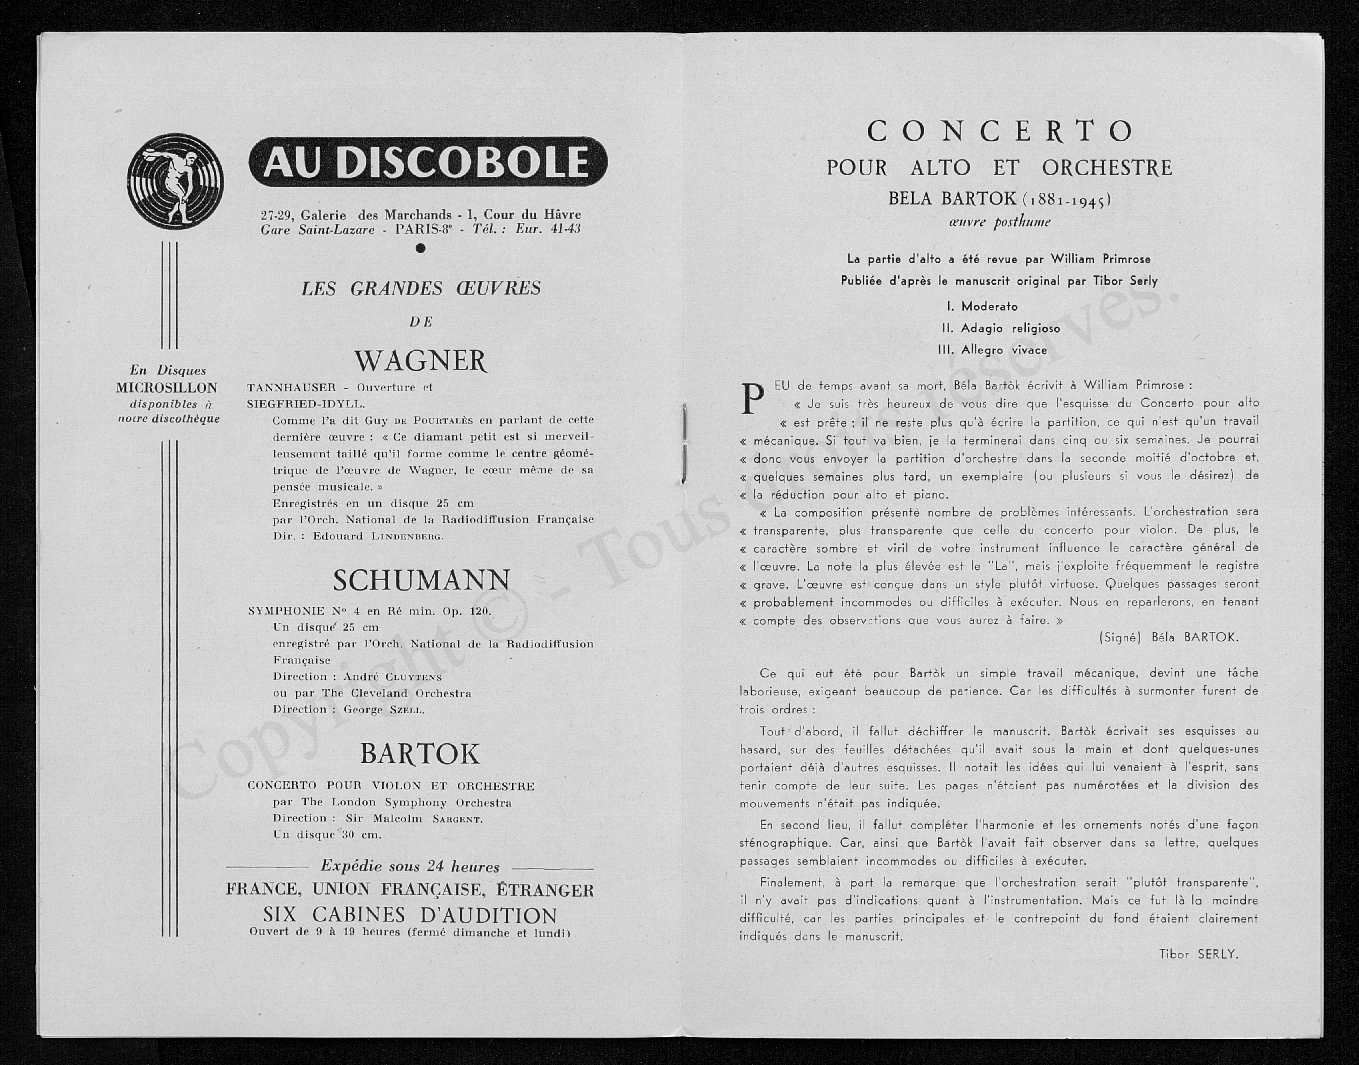 AU DISCOBOLE
27-29, Galerie des Marchands - 1, Cour du Hâvre
Gare Saint-Lazare - PARIS-8e - Tél. : Eur. 41-43
LES GRANDES ŒUVRES
DE
En Disques
MICROSILLON
disponibles à
notre discothèque
WAGNER
TANNHAUSER - Ouverture et
SIEGFRIED-IDYLL.
Comme l'a dit Guy DE POURTALÈS en parlant de cette
dernière œuvre : « Ce diamant petit est si merveil-
leusement taillé qu'il forme comme le centre géomé-
trique de l'œuvre de Wagner, le cœur même de sa
pensée musicale. »
Enregistrés en un disque 25 cm
par l'Orch. National de la Radiodiffusion Française
Dir. : Edouard LINDENBERG.
SCHUMANN
SYMPHONIE No 4 en Ré min. Op. 120.
Un disque 25 cm
enregistré par l'Orch. National de la Radiodiffusion
Française
Direction : André CLUYTENS
ou par The Cleveland Orchestra
Direction : George SZELL.
BARTOK
CONCERTO POUR VIOLON ET ORCHESTRE
par The London Symphony Orchestra
Direction : Sir Malcolm SARGENT.
Un disque 30 cm.
Expédie sous 24 heures
FRANCE, UNION FRANÇAISE, ÉTRANGER
SIX CABINES D'AUDITION
Ouvert de 9 à 19 heures (fermé dimanche et lundi)
CONCERTO
POUR ALTO ET ORCHESTRE
BELA BARTOK (1881-1945)
œuvre posthume
La partie d'alto a été revue par William Primrose
Publiée d'après le manuscrit original par Tibor Serly
I. Moderato
II. Adagio religioso
III. Allegro vivace
PEU de temps avant sa mort, Béla Bartòk écrivit à William Primrose :
« Je suis très heureux de vous dire que l'esquisse du Concerto pour alto
« est prête ; il ne reste plus qu'à écrire la partition, ce qui n'est qu'un travail
« mécanique. Si tout va bien, je la terminerai dans cinq ou six semaines. Je pourrai
« donc vous envoyer la partition d'orchestre dans la seconde moitié d'octobre et,
« quelques semaines plus tard, un exemplaire (ou plusieurs si vous le désirez) de
« la réduction pour alto et piano.
« La composition présente nombre de problèmes intéressants. L'orchestration sera
« transparente, plus transparente que celle du concerto pour violon. De plus, le
« caractère sombre et viril de votre instrument influence le caractère général de
« l'œuvre. La note la plus élevée est le "La", mais j'exploite fréquemment le registre
« grave. L'œuvre est conçue dans un style plutôt virtuose. Quelques passages seront
« probablement incommodes ou difficiles à exécuter. Nous en reparlerons, en tenant
« compte des observations que vous aurez à faire. »
(Signé) Béla BARTOK.
Ce qui eut été pour Bartòk un simple travail mécanique, devint une tâche
laborieuse, exigeant beaucoup de patience. Car les difficultés à surmonter furent de
trois ordres :
Tout d'abord, il fallut déchiffrer le manuscrit. Bartòk écrivait ses esquisses au
hasard, sur des feuilles détachées qu'il avait sous la main et dont quelques-unes
portaient déjà d'autres esquisses. Il notait les idées qui lui venaient à l'esprit, sans
tenir compte de leur suite. Les pages n'étaient pas numérotées et la division des
mouvements n'était pas indiquée.
En second lieu, il fallut compléter l'harmonie et les ornements notés d'une façon
sténographique. Car, ainsi que Bartòk l'avait fait observer dans sa lettre, quelques
passages semblaient incommodes ou difficiles à exécuter.
Finalement, à part la remarque que l'orchestration serait "plutôt transparente",
il n'y avait pas d'indications quant à l'instrumentation. Mais ce fut là la moindre
difficulté, car les parties principales et le contrepoint du fond étaient clairement
indiqués dans le manuscrit.
Tibor SERLY.
Copyright © - Tous droits réservés.